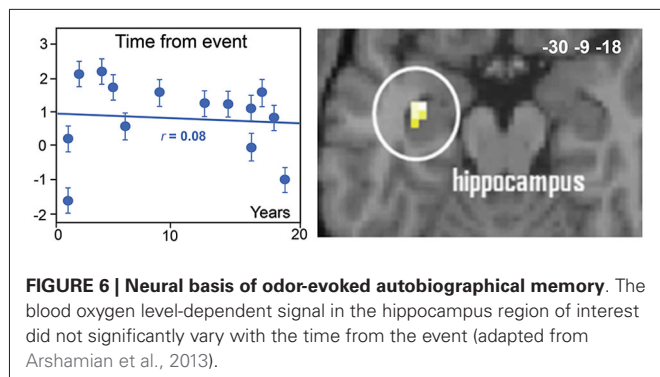 Time from event
3
2
1
0
-1
-2
r = 0.08
Years
0
10
20
-30 -9 -18
hippocampus
FIGURE 6 | Neural basis of odor-evoked autobiographical memory. The
blood oxygen level-dependent signal in the hippocampus region of interest
did not significantly vary with the time from the event (adapted from
Arshamian et al., 2013).